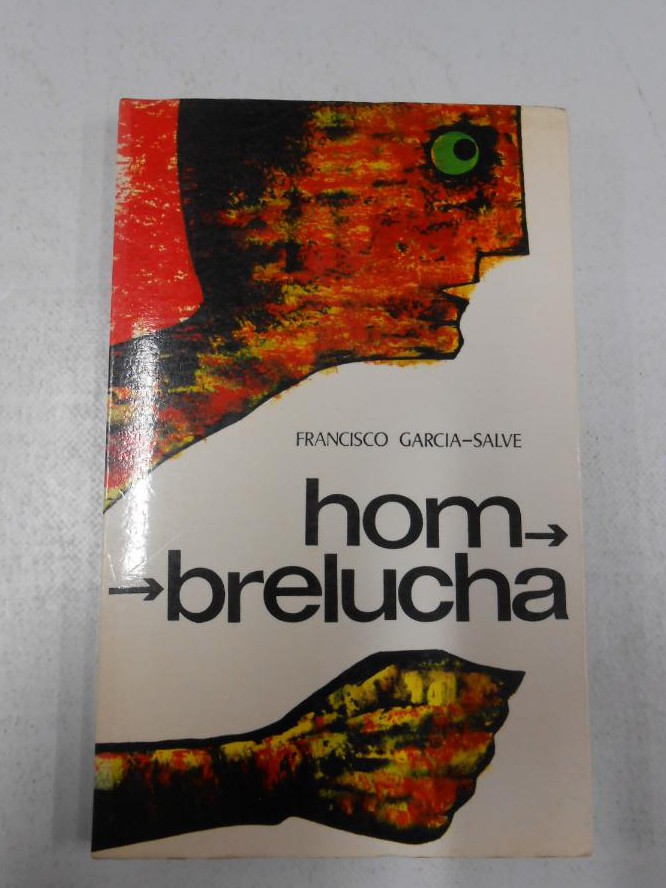 FRANCISCO GARCIA-SALVE
hom→
→brelucha